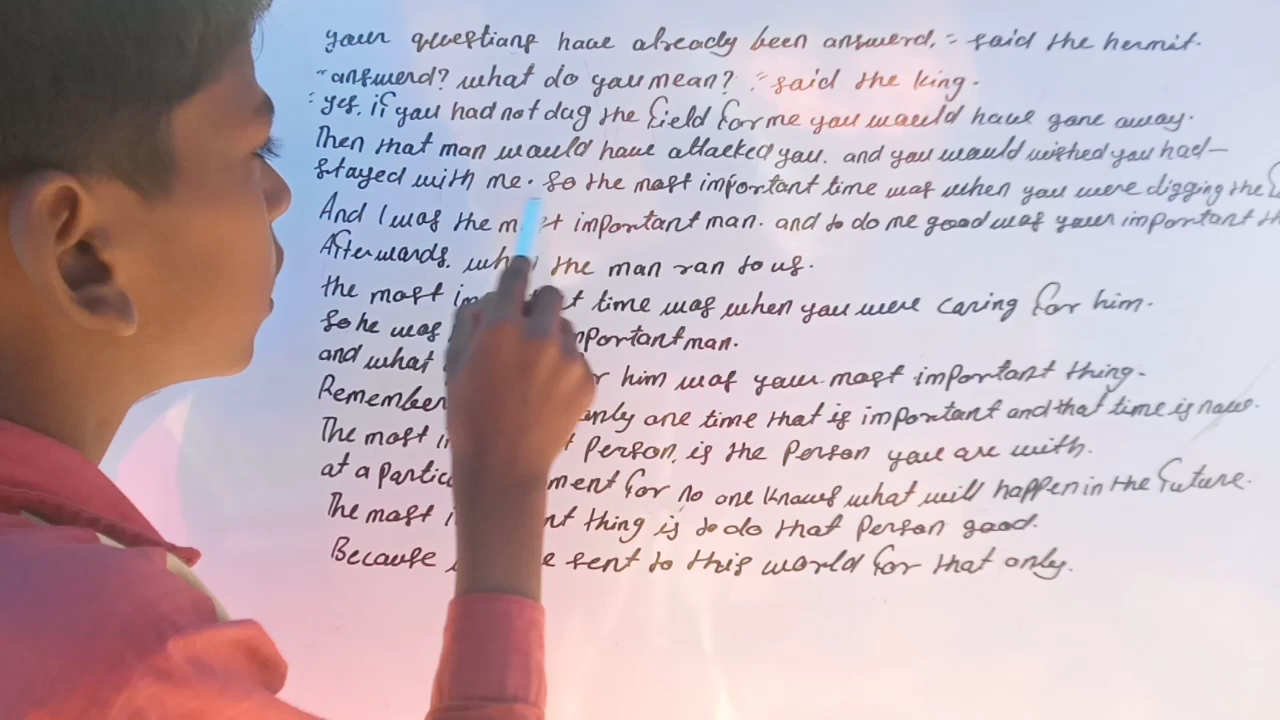 your questions have already been answerd. " said the hermit.
"answerd? what do you mean? " said the king.
"yes, if you had not dug the field for me you would have gone away.
Then that man would have attacked you. and you would wished you had-
stayed with me. So the most important time was when you were digging the
And I was the most important man. and to do me good was your important
Afterwards. when the man ran to us.
the most time was when you were caring for him.
So he was man.
and what him was your most important thing.
Remember only one time that is important and that time is now.
The most Person, is the Person you are with.
at a for no one knows what will happen in the future.
The most thing is to do that Person good.
Because sent to this world for that only.